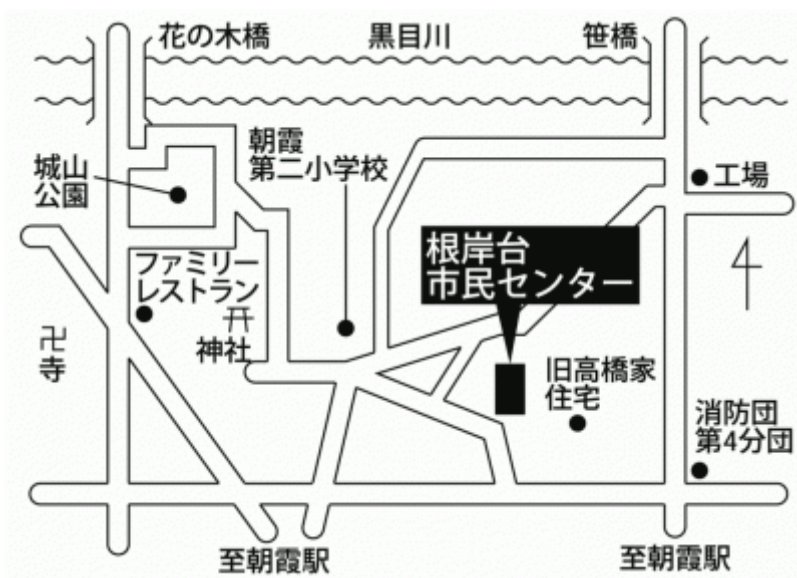 花の木橋
黒目川
笹橋
朝霞
第二小学校
城山
公園
工場
根岸台
市民センター
ファミリー
レストラン
神社
卍
寺
旧高橋家
住宅
消防団
第4分団
至朝霞駅
至朝霞駅